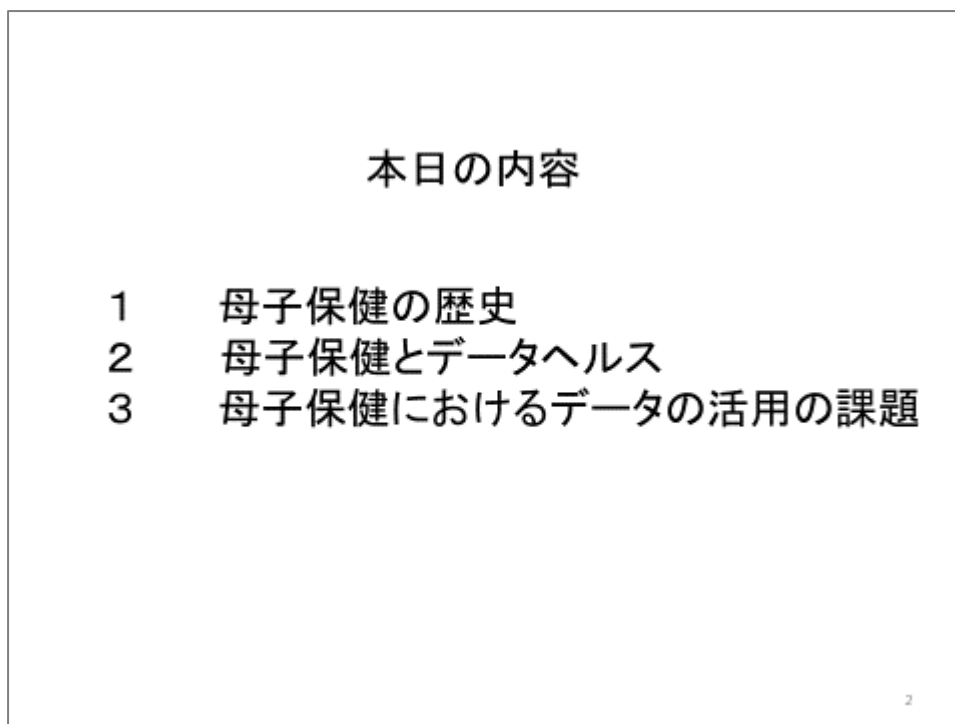 本日の内容
１　母子保健の歴史
２　母子保健とデータヘルス
３　母子保健におけるデータの活用の課題
2